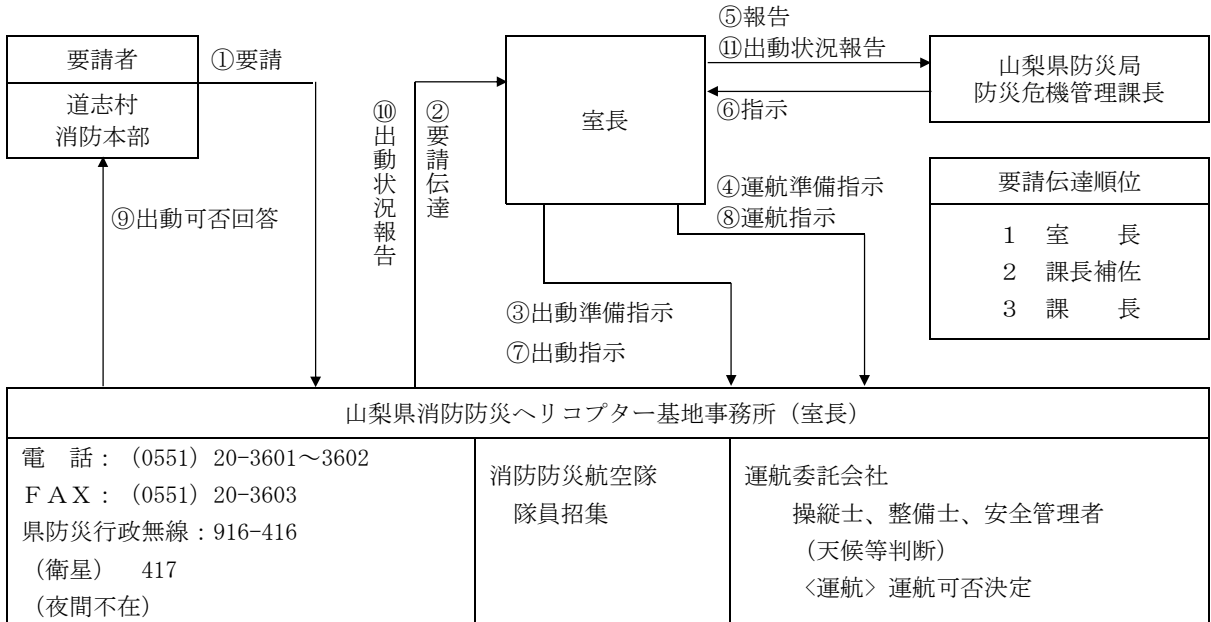 ⑤報告
⑪出動状況報告
要請者
①要請
道志村
消防本部
室長
山梨県防災局
防災危機管理課長
⑥指示
⑩出動状況報告
②要請伝達
④運航準備指示
⑧運航指示
⑨出動可否回答
要請伝達順位
1 室 長
2 課長補佐
3 課 長
③出動準備指示
⑦出動指示
山梨県消防防災ヘリコプター基地事務所(室長)
電 話:(0551)20-3601~3602
FAX:(0551)20-3603
県防災行政無線:916-416
(衛星) 417
(夜間不在)
消防防災航空隊
隊員招集
運航委託会社
操縦士、整備士、安全管理者
(天候等判断)
<運航>運航可否決定